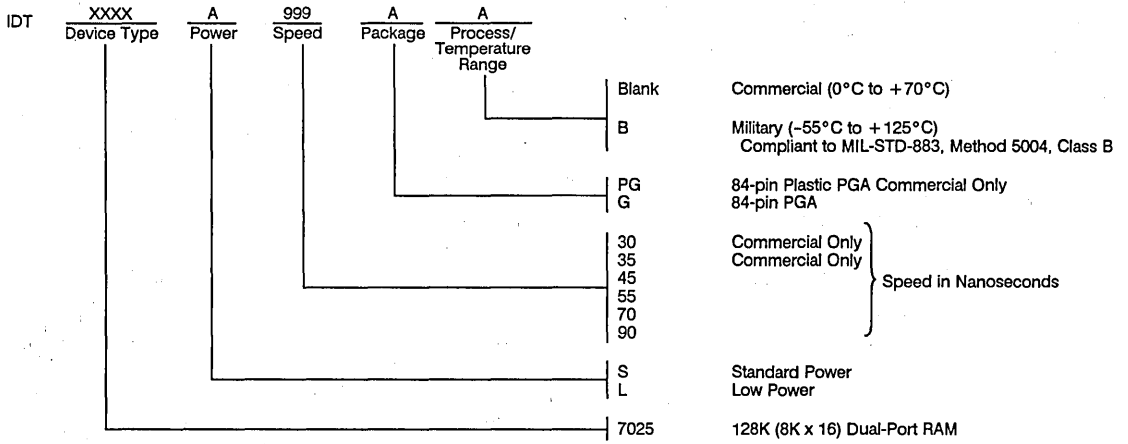 IDT XXXX A 999 A A
Device Type Power Speed Package Process/
Temperature
Range
Blank Commercial (0°C to +70°C)
B Military (–55°C to +125°C)
Compliant to MIL-STD-883, Method 5004, Class B
PG 84-pin Plastic PGA Commercial Only
G 84-pin PGA
30 Commercial Only
35 Commercial Only
45
55 Speed in Nanoseconds
70
90
S Standard Power
L Low Power
7025 128K (8K x 16) Dual-Port RAM